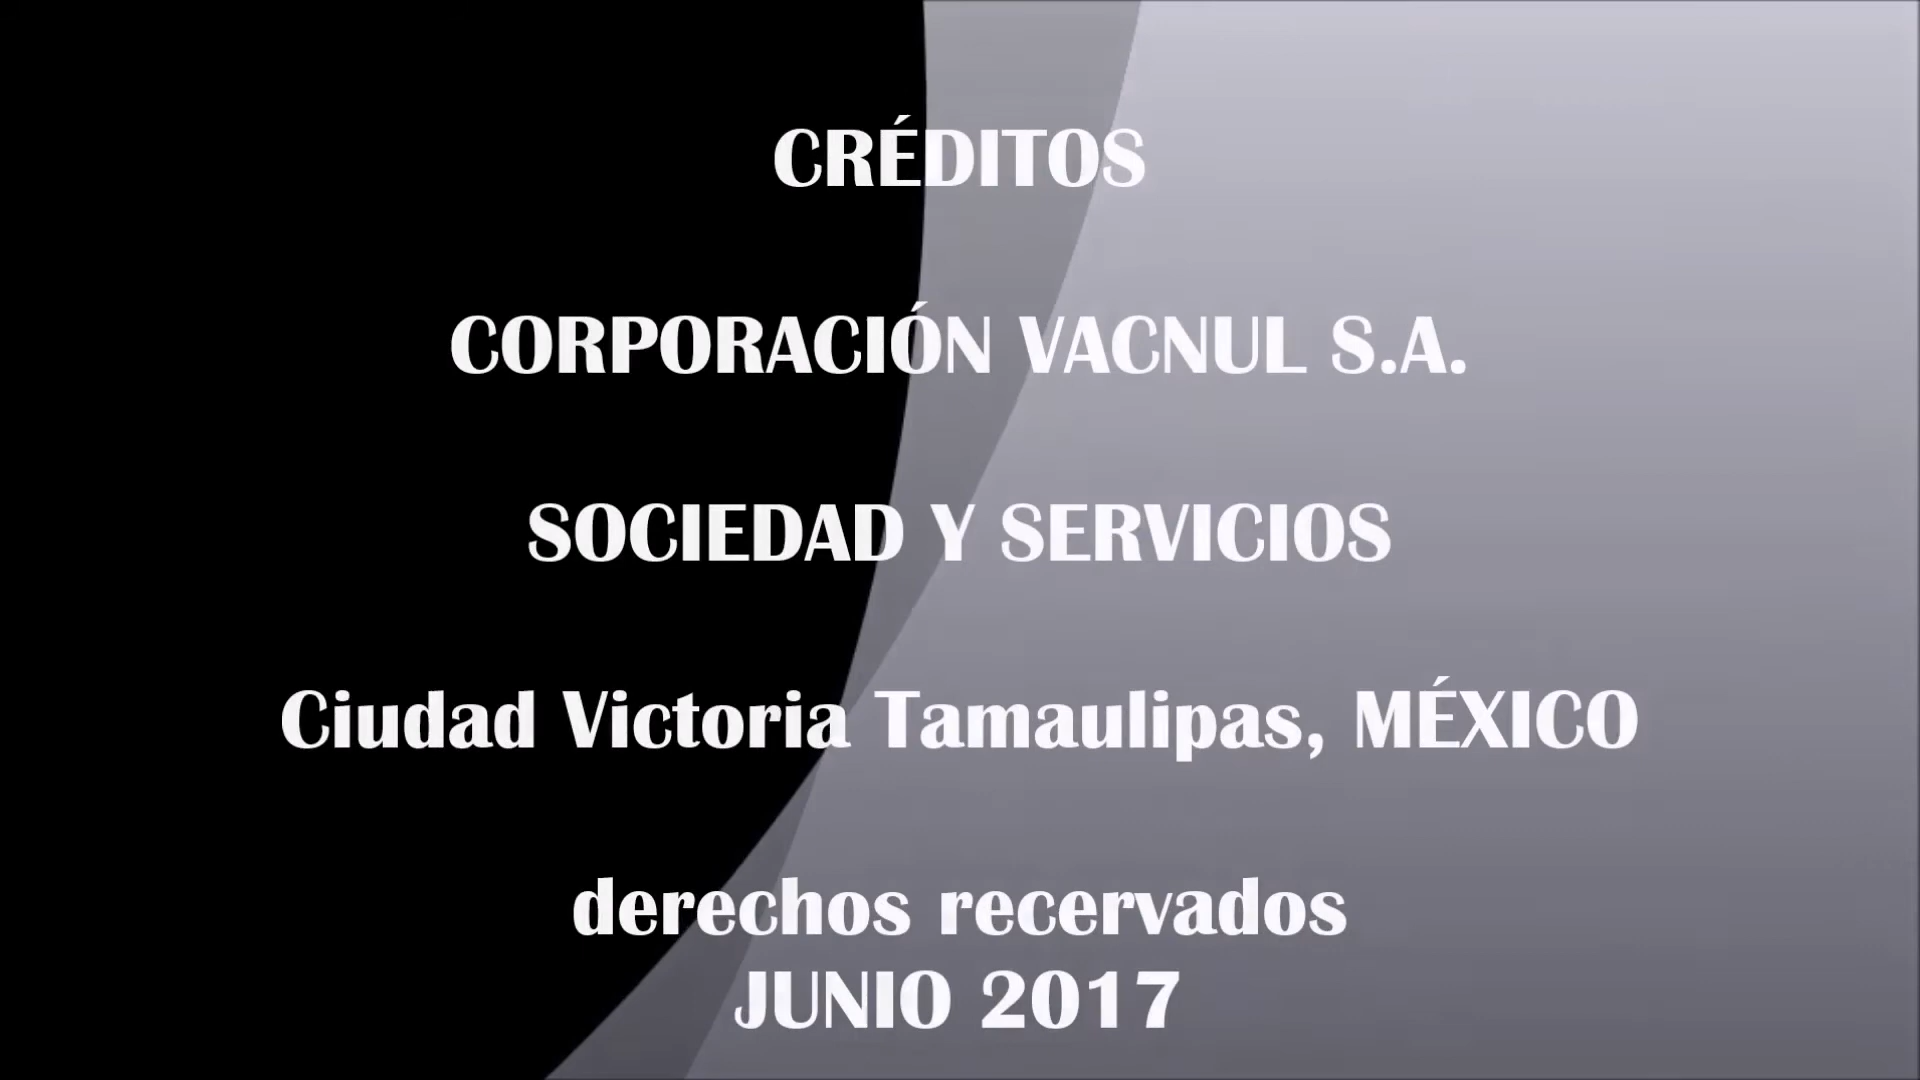 CRÉDITOS
CORPORACIÓN VACNUL S.A.
SOCIEDAD Y SERVICIOS
Ciudad Victoria Tamaulipas, MÉXICO
derechos recervados
JUNIO 2017